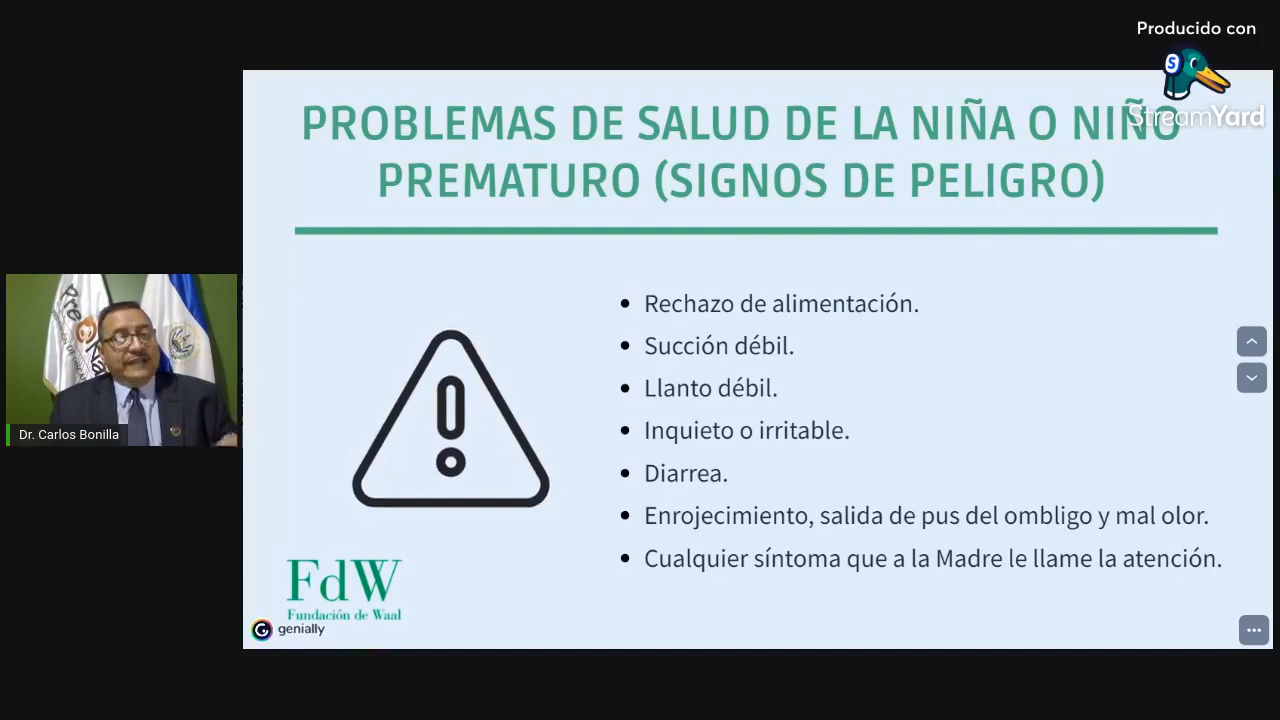 Producido con
StreamYard
PROBLEMAS DE SALUD DE LA NIÑA O NIÑO
PREMATURO (SIGNOS DE PELIGRO)
Rechazo de alimentación.
Succión débil.
Llanto débil.
Inquieto o irritable.
Diarrea.
Enrojecimiento, salida de pus del ombligo y mal olor.
Cualquier síntoma que a la Madre le llame la atención.
Dr. Carlos Bonilla
FdW
Fundación de Waal
genially